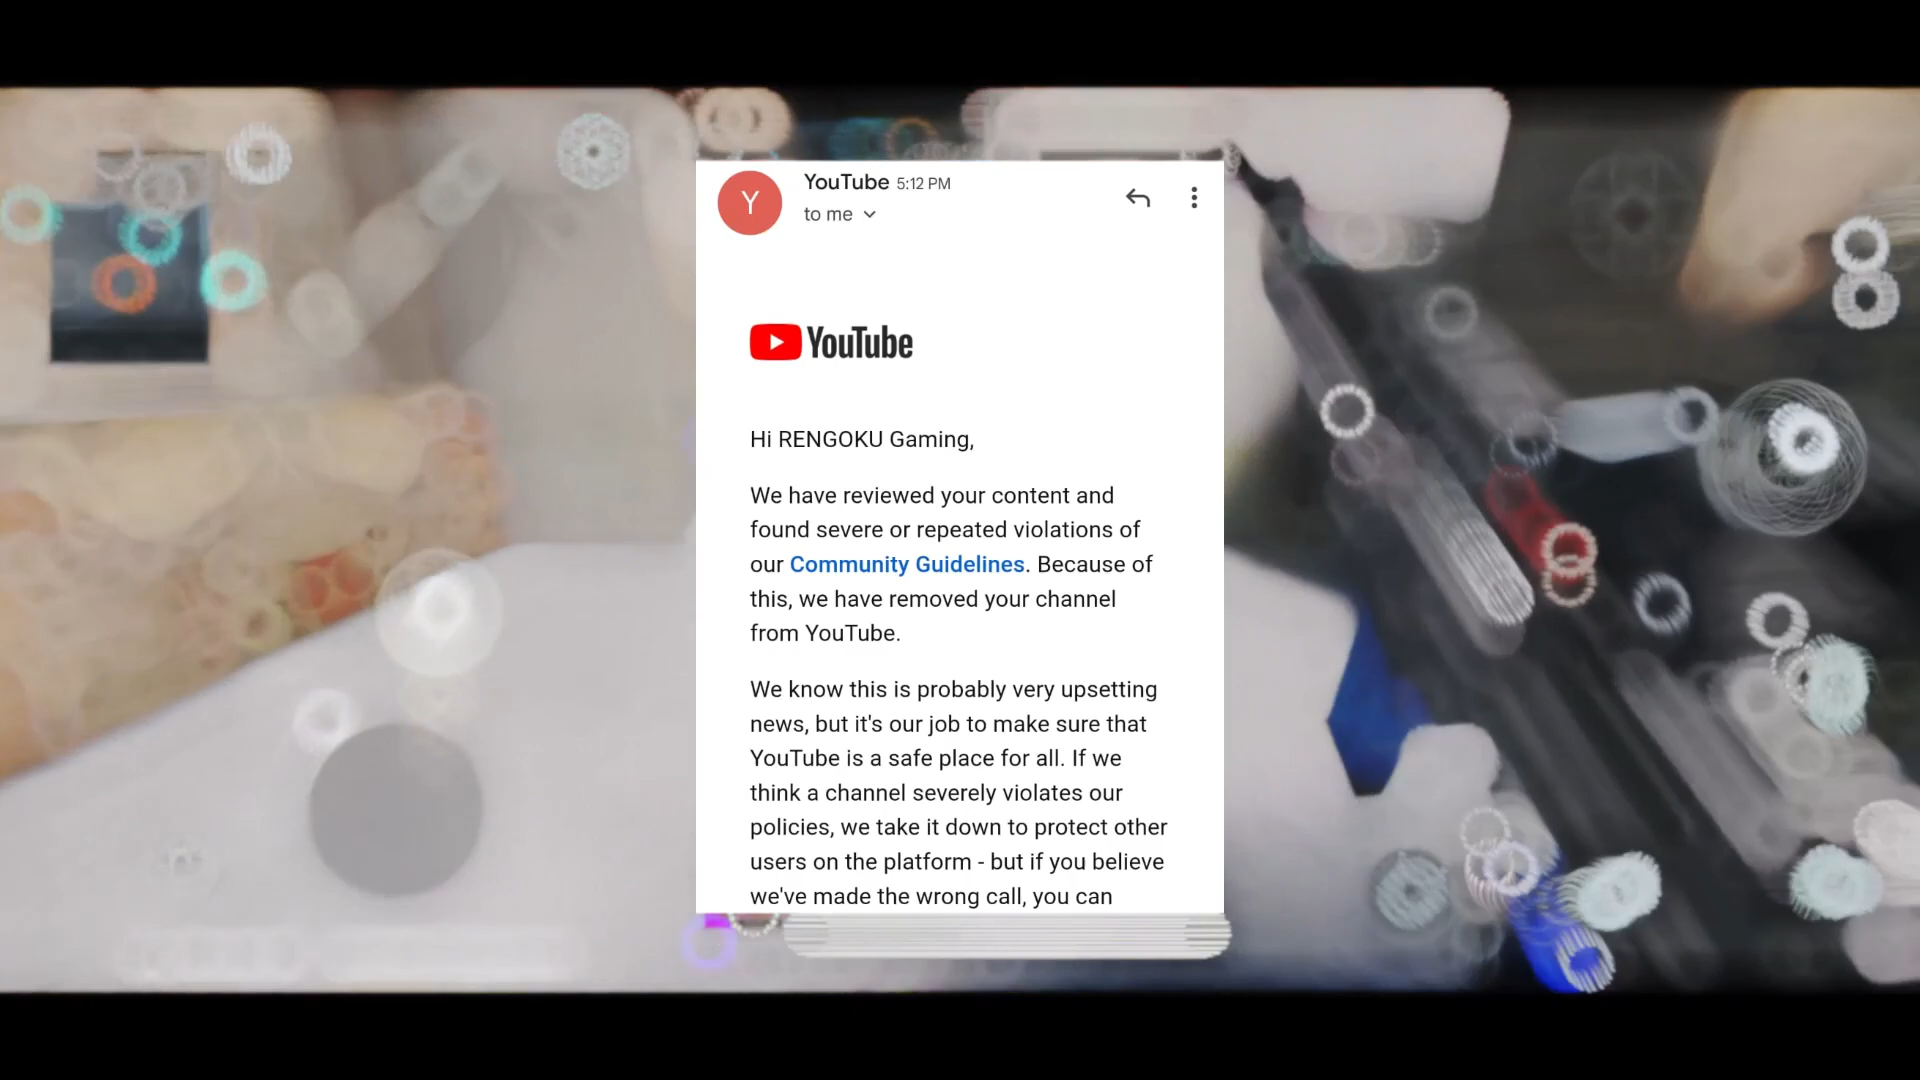 YouTube 5:12 PM
Y
to me
YouTube
Hi RENGOKU Gaming,
We have reviewed your content and
found severe or repeated violations of
our Community Guidelines. Because of
this, we have removed your channel
from YouTube.
We know this is probably very upsetting
news, but it's our job to make sure that
YouTube is a safe place for all. If we
think a channel severely violates our
policies, we take it down to protect other
users on the platform - but if you believe
we've made the wrong call, you can